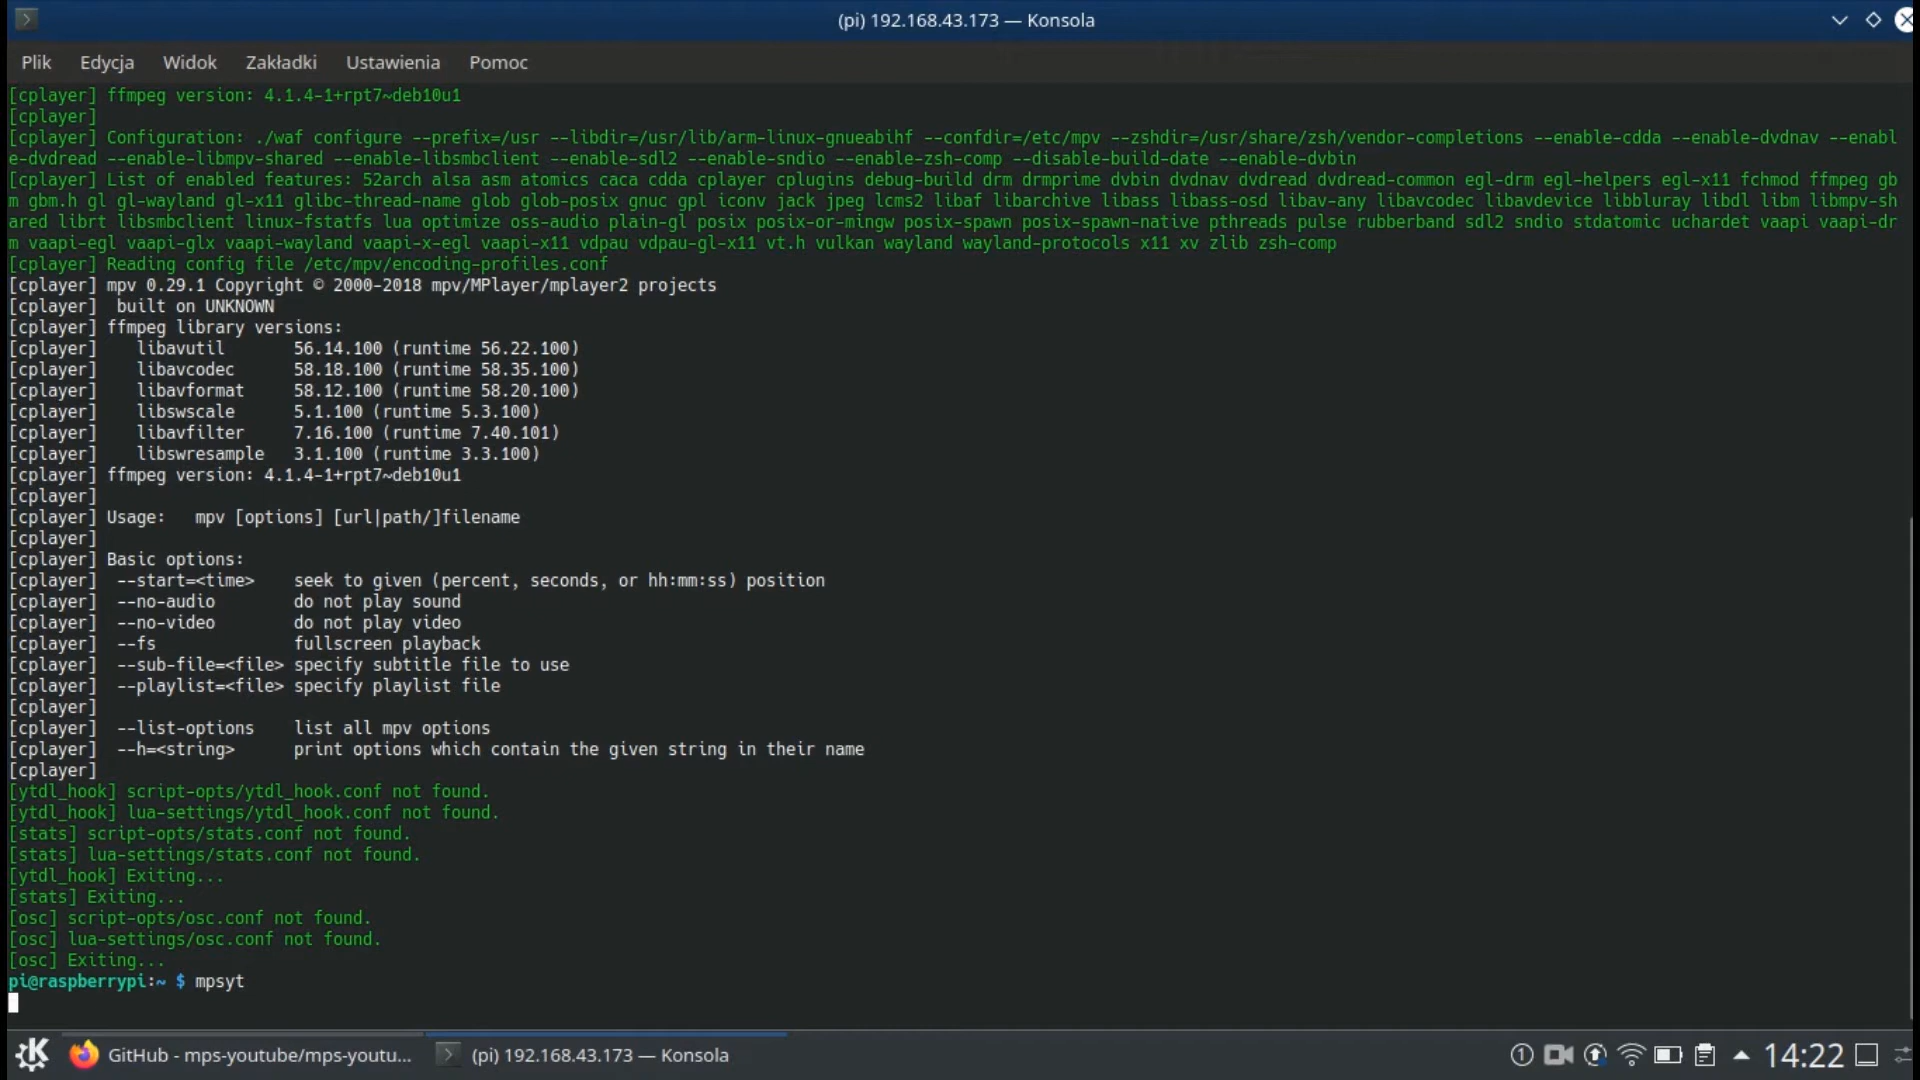 (pi) 192.168.43.173 — Konsola
Plik Edycja Widok Zakładki Ustawienia Pomoc
[cplayer] ffmpeg version: 4.1.4-1+rpt7~deb10u1
[cplayer]
[cplayer] Configuration: ./waf configure --prefix=/usr --libdir=/usr/lib/arm-linux-gnueabihf --confdir=/etc/mpv --zshdir=/usr/share/zsh/vendor-completions --enable-cdda --enable-dvdnav --enabl
e-dvdread --enable-libmpv-shared --enable-libsmbclient --enable-sdl2 --enable-sndio --enable-zsh-comp --disable-build-date --enable-dvbin
[cplayer] List of enabled features: 52arch alsa asm atomics caca cdda cplayer cplugins debug-build drm drmprime dvbin dvdnav dvdread dvdread-common egl-drm egl-helpers egl-x11 fchmod ffmpeg gb
m gbm.h gl gl-wayland gl-x11 glibc-thread-name glob glob-posix gnuc gpl iconv jack jpeg lcms2 libaf libarchive libass libass-osd libav-any libavcodec libavdevice libbluray libdl libm libmpv-sh
ared librt libsmbclient linux-fstatfs lua optimize oss-audio plain-gl posix posix-or-mingw posix-spawn posix-spawn-native pthreads pulse rubberband sdl2 sndio stdatomic uchardet vaapi vaapi-dr
m vaapi-egl vaapi-glx vaapi-wayland vaapi-x-egl vaapi-x11 vdpau vdpau-gl-x11 vt.h vulkan wayland wayland-protocols x11 xv zlib zsh-comp
[cplayer] Reading config file /etc/mpv/encoding-profiles.conf
[cplayer] mpv 0.29.1 Copyright © 2000-2018 mpv/MPlayer/mplayer2 projects
[cplayer]  built on UNKNOWN
[cplayer] ffmpeg library versions:
[cplayer]    libavutil       56.14.100 (runtime 56.22.100)
[cplayer]    libavcodec      58.18.100 (runtime 58.35.100)
[cplayer]    libavformat     58.12.100 (runtime 58.20.100)
[cplayer]    libswscale      5.1.100 (runtime 5.3.100)
[cplayer]    libavfilter     7.16.100 (runtime 7.40.101)
[cplayer]    libswresample   3.1.100 (runtime 3.3.100)
[cplayer] ffmpeg version: 4.1.4-1+rpt7~deb10u1
[cplayer]
[cplayer] Usage:   mpv [options] [url|path/]filename
[cplayer]
[cplayer] Basic options:
[cplayer]  --start=<time>    seek to given (percent, seconds, or hh:mm:ss) position
[cplayer]  --no-audio        do not play sound
[cplayer]  --no-video        do not play video
[cplayer]  --fs              fullscreen playback
[cplayer]  --sub-file=<file> specify subtitle file to use
[cplayer]  --playlist=<file> specify playlist file
[cplayer]
[cplayer]  --list-options    list all mpv options
[cplayer]  --h=<string>      print options which contain the given string in their name
[cplayer]
[ytdl_hook] script-opts/ytdl_hook.conf not found.
[ytdl_hook] lua-settings/ytdl_hook.conf not found.
[stats] script-opts/stats.conf not found.
[stats] lua-settings/stats.conf not found.
[ytdl_hook] Exiting...
[stats] Exiting...
[osc] script-opts/osc.conf not found.
[osc] lua-settings/osc.conf not found.
[osc] Exiting...
pi@raspberrypi:~ $ mpsyt
GitHub - mps-youtube/mps-youtu... (pi) 192.168.43.173 — Konsola 1 14:22